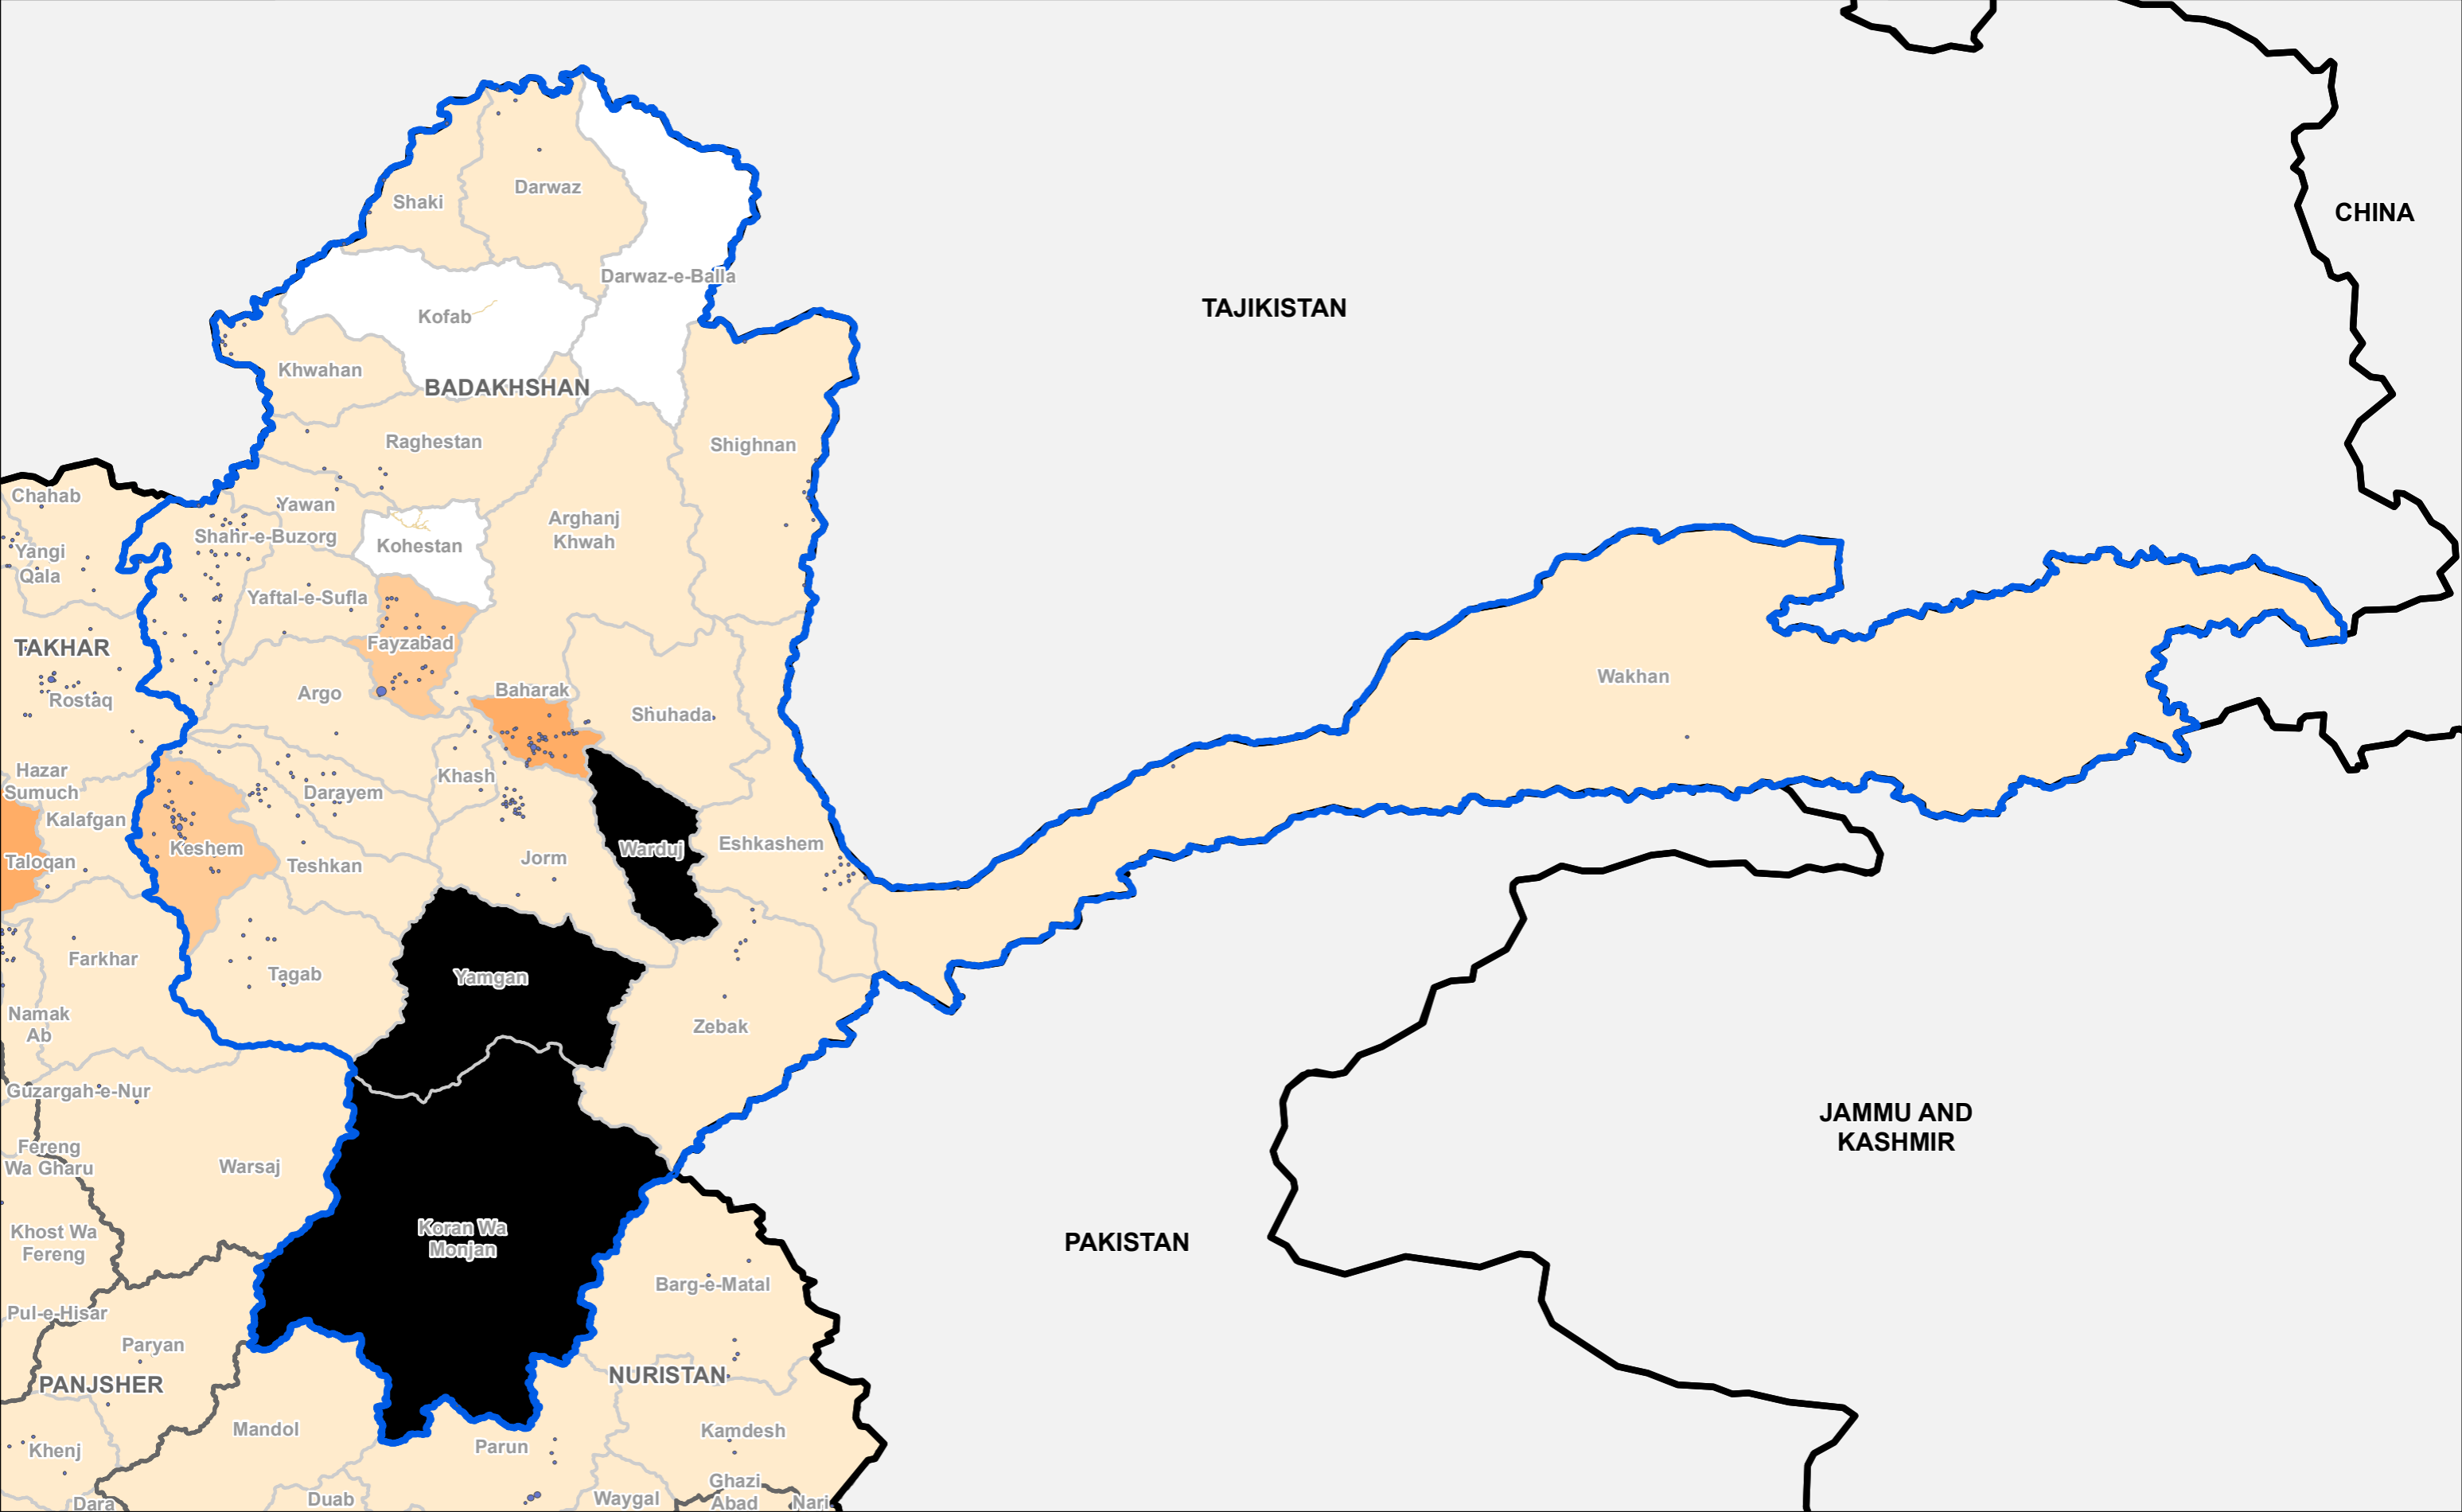 CHINA
Darwaz
Shaki
Darwaz-e-Balla
TAJIKISTAN
Kofab
Khwahan
BADAKHSHAN
Raghestan
Shighnan
Chahab
Yawan
Arghanj
Khwah
Shahr-e-Buzorg
Kohestan
Yangi
Qala
Yaftal-e-Sufla
Fayzabad
TAKHAR
Wakhan
Baharak
Argo
Rostaq
Shuhada
Hazar
Sumuch
Khash
Darayem
Kalafgan
Eshkashem
Keshem
Warduj
Taloqan
Teshkan
Jorm
Farkhar
Tagab
Yamgan
Namak
Ab
Zebak
Guzargah-e-Nur
JAMMU AND
KASHMIR
Fereng
Wa Gharu
Warsaj
Khost Wa
Fereng
Koran Wa
Monjan
PAKISTAN
Barg-e-Matal
Pul-e-Hisar
Paryan
NURISTAN
PANJSHER
Mandol
Kamdesh
Parun
Khenj
Ghazi
Abad
Duab
Waygal
Dara